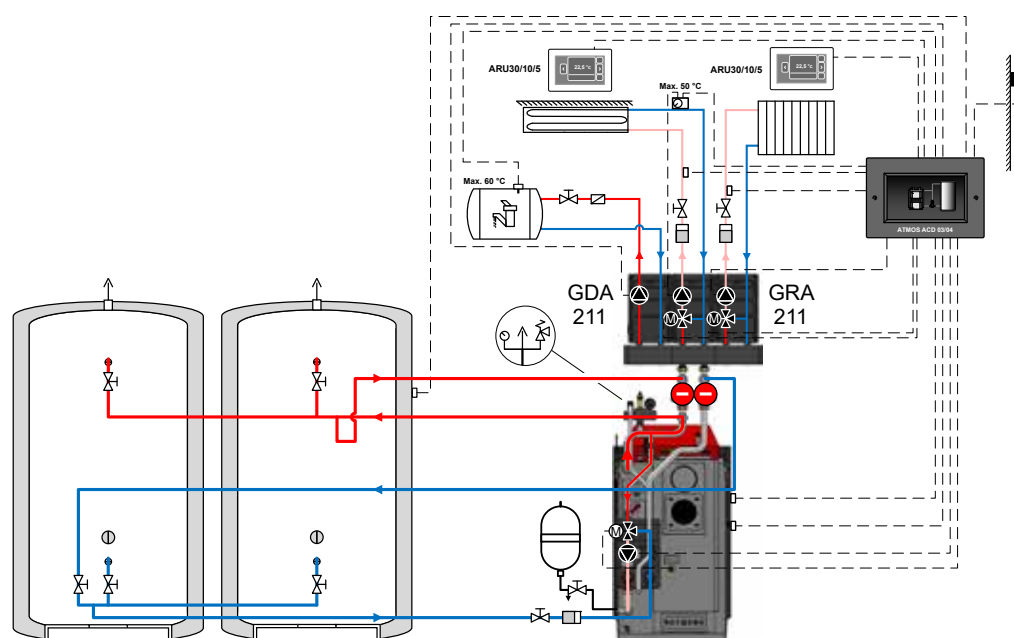 ARU30/10/5
22,5 °c
ARU30/10/5
22,5 °c
Max. 50 °C
Max. 60 °C
ATMOS ACD 03/04
GDA
211
GRA
211
M
M
M